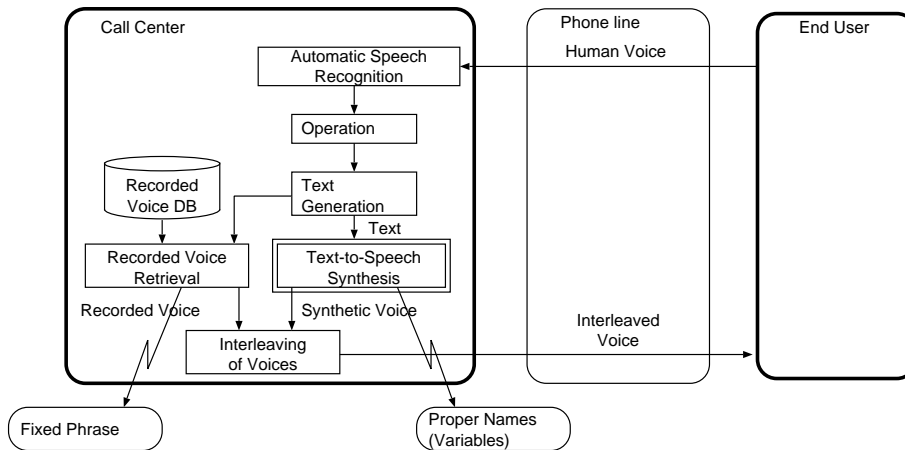 Call Center
Phone line
End User
Human Voice
Automatic Speech
Recognition
Operation
Recorded
Voice DB
Text
Generation
Text
Recorded Voice
Retrieval
Text-to-Speech
Synthesis
Recorded Voice
Synthetic Voice
Interleaved
Voice
Interleaving
of Voices
Fixed Phrase
Proper Names
(Variables)